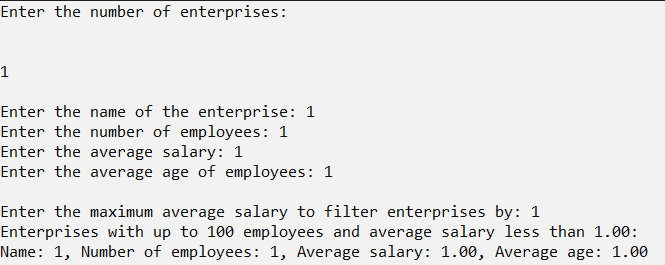 Enter the number of enterprises:
1
Enter the name of the enterprise: 1
Enter the number of employees: 1
Enter the average salary: 1
Enter the average age of employees: 1
Enter the maximum average salary to filter enterprises by: 1
Enterprises with up to 100 employees and average salary less than 1.00:
Name: 1, Number of employees: 1, Average salary: 1.00, Average age: 1.00